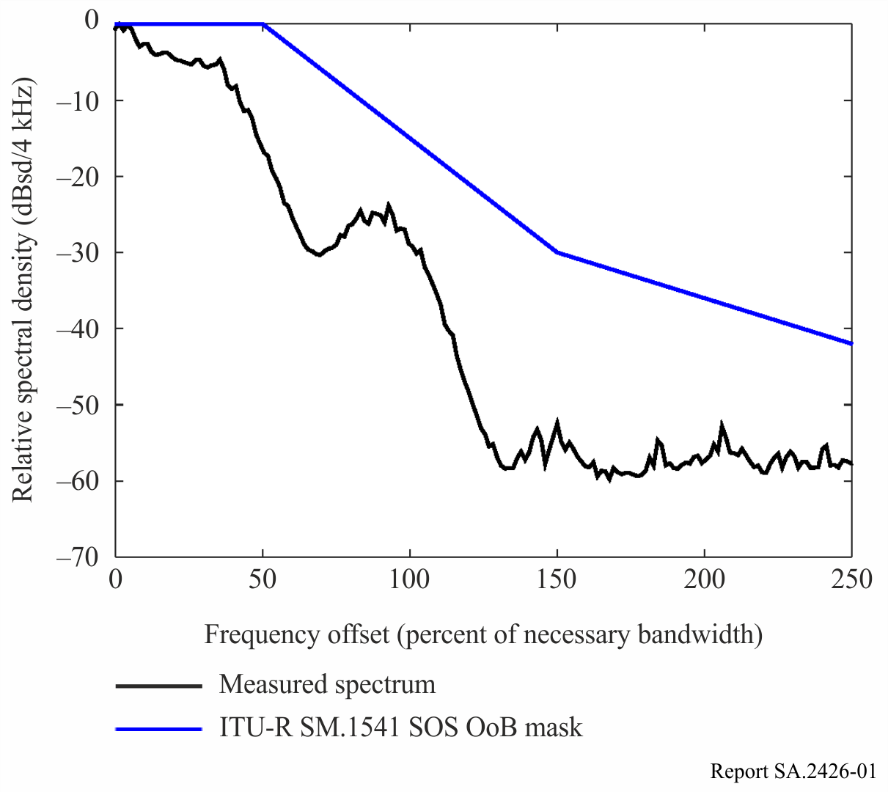 0
–10
–20
–30
–40
–50
–60
–70
Relative spectral density (dBsd/4 kHz)
0 50 100 150 200 250
Frequency offset (percent of necessary bandwidth)
Measured spectrum
ITU-R SM.1541 SOS OoB mask
Report SA.2426-01